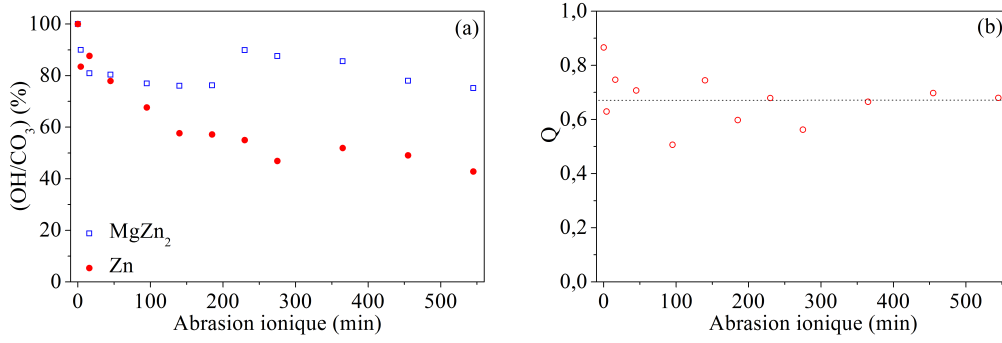 (a)
(OH/CO₃) (%)
100
80
60
40
20
0
MgZn₂
Zn
0 100 200 300 400 500
Abrasion ionique (min)
(b)
Q
1,0
0,8
0,6
0,4
0,2
0,0
0 100 200 300 400 500
Abrasion ionique (min)